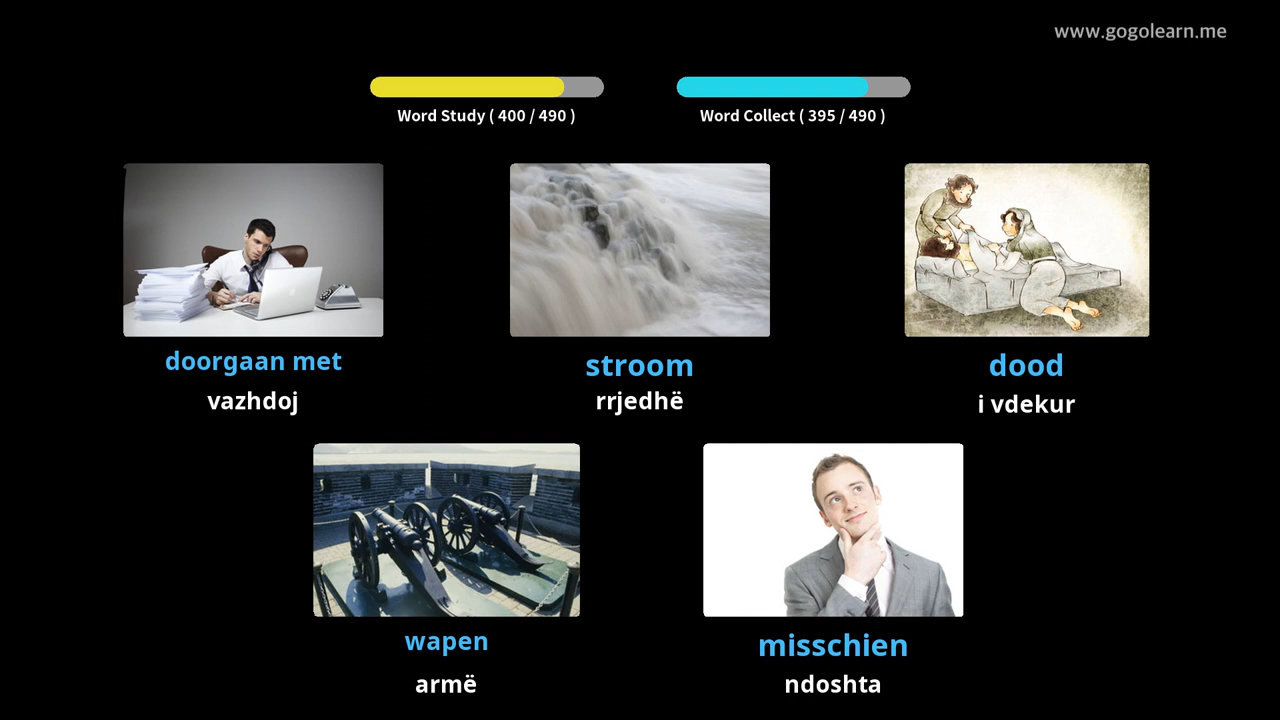 www.gogolearn.me
Word Study ( 400 / 490 )
Word Collect ( 395 / 490 )
doorgaan met
vazhdoj
stroom
rrjedhë
dood
i vdekur
wapen
armë
misschien
ndoshta